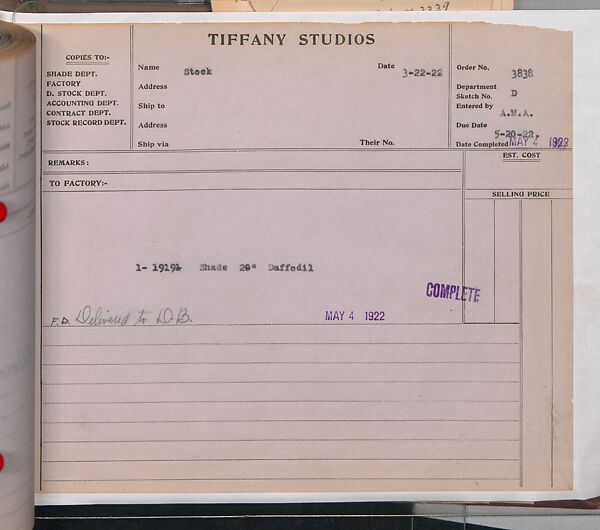 3339
TIFFANY STUDIOS
COPIES TO:-
SHADE DEPT.
FACTORY
D. STOCK DEPT.
ACCOUNTING DEPT.
CONTRACT DEPT.
STOCK RECORD DEPT.
Name Stock Date 3-22-22
Address
Ship to
Address
Ship via Their No.
Order No. 3838
Department D
Sketch No.
Entered by A.M.A.
Due Date 5-20-22.
Date Completed MAY 4 1922
REMARKS:
EST. COST
TO FACTORY:-
SELLING PRICE
1- 1919 Shade 20" Daffodil
COMPLETE
F.D. Delivered to D.B. MAY 4 1922